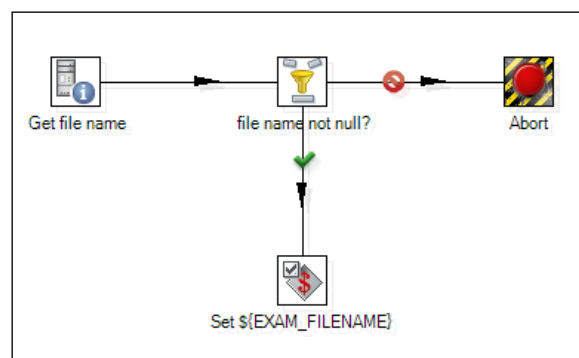 Get file name
file name not null?
Abort
Set ${EXAM_FILENAME}